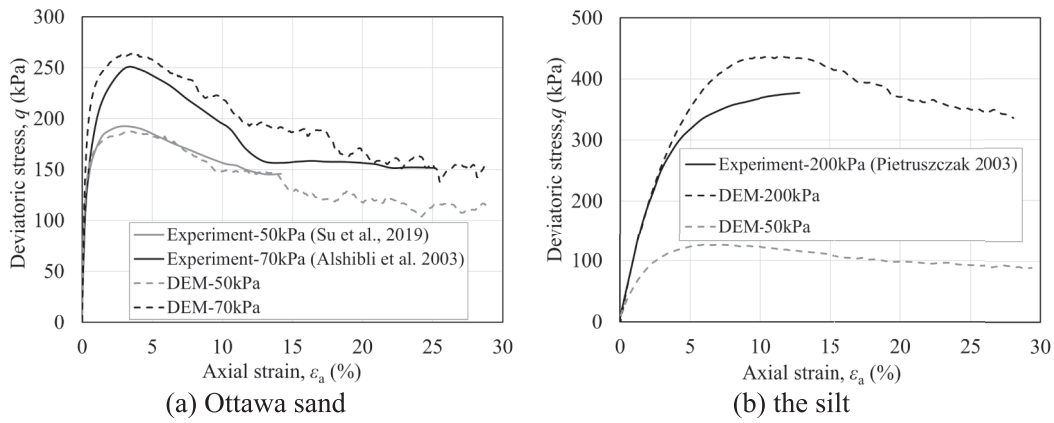 300
250
200
150
100
50
0
0 5 10 15 20 25 30
Deviatoric stress, q (kPa)
Axial strain, εa (%)
Experiment-50kPa (Su et al., 2019)
Experiment-70kPa (Alshibli et al. 2003)
DEM-50kPa
DEM-70kPa
(a) Ottawa sand
500
400
300
200
100
0
0 5 10 15 20 25 30
Deviatoric stress,q (kPa)
Axial strain, εa (%)
Experiment-200kPa (Pietruszczak 2003)
DEM-200kPa
DEM-50kPa
(b) the silt